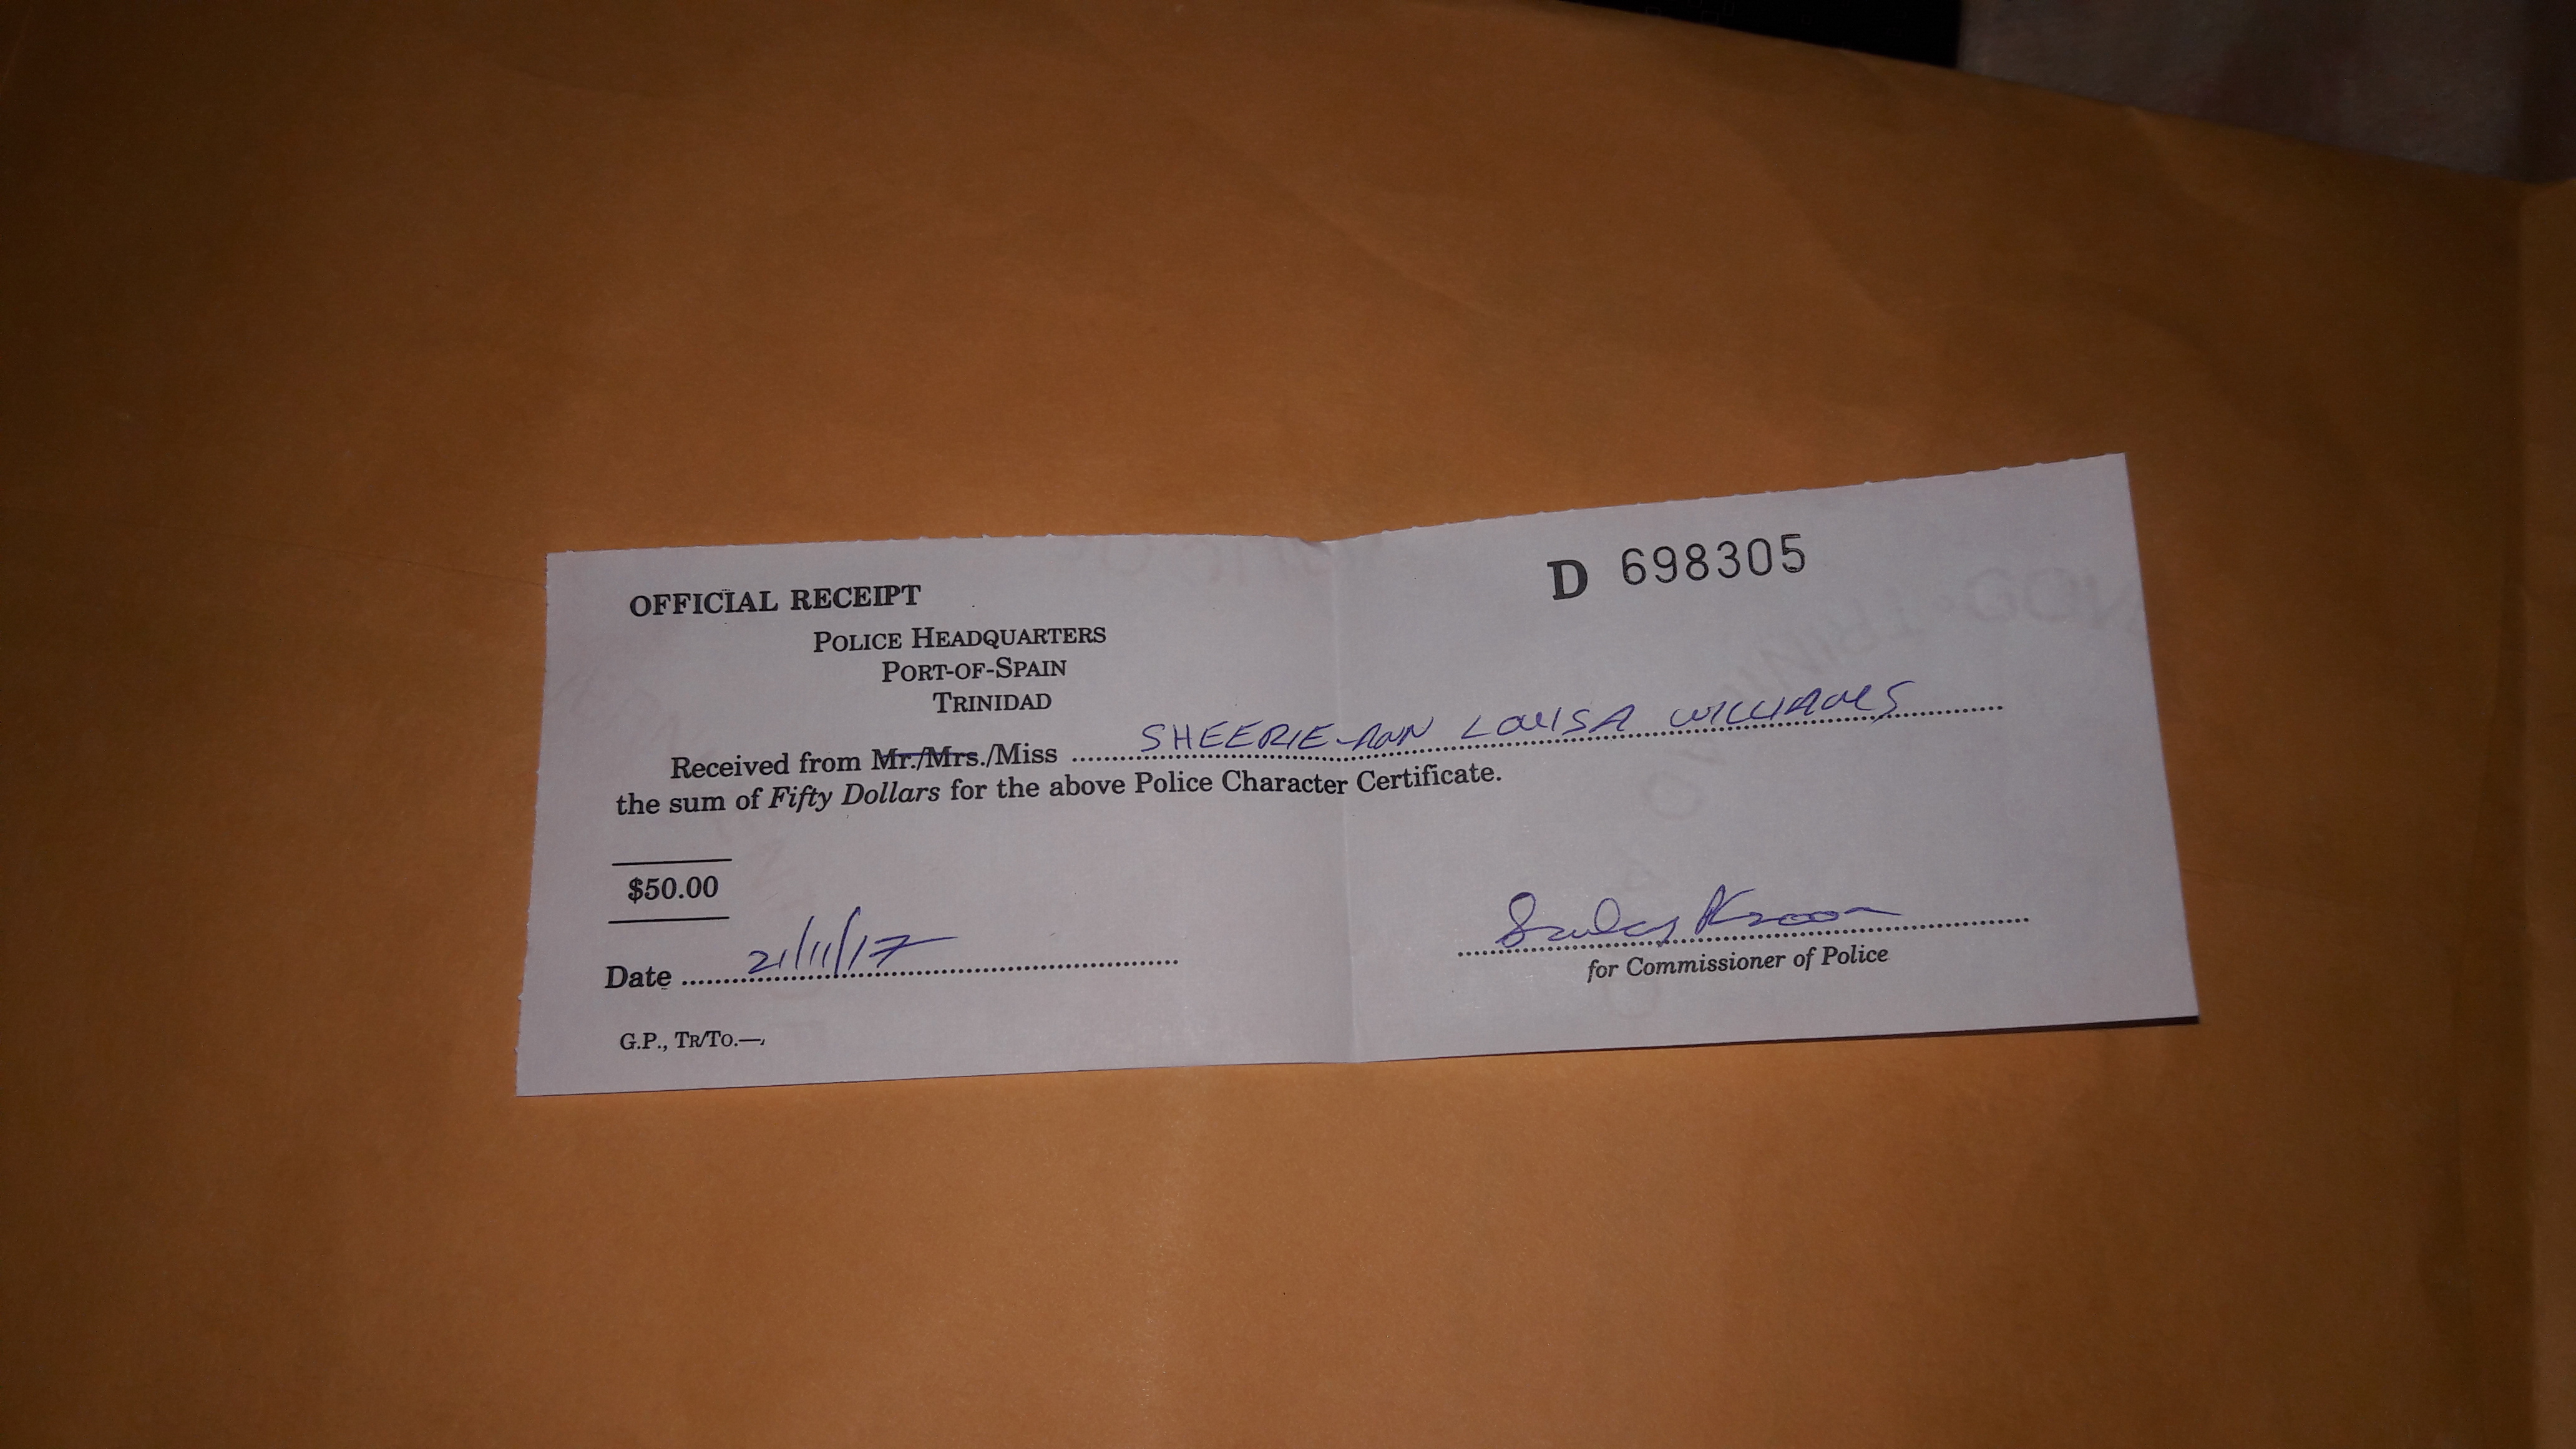 OFFICIAL RECEIPT
D 698305
POLICE HEADQUARTERS
PORT-OF-SPAIN
TRINIDAD
Received from Mr./Mrs./Miss SHEERIE-ANN LOUISA WILLIAMS
the sum of Fifty Dollars for the above Police Character Certificate.
$50.00
Date 21/11/17
for Commissioner of Police
G.P., TR/TO.—,